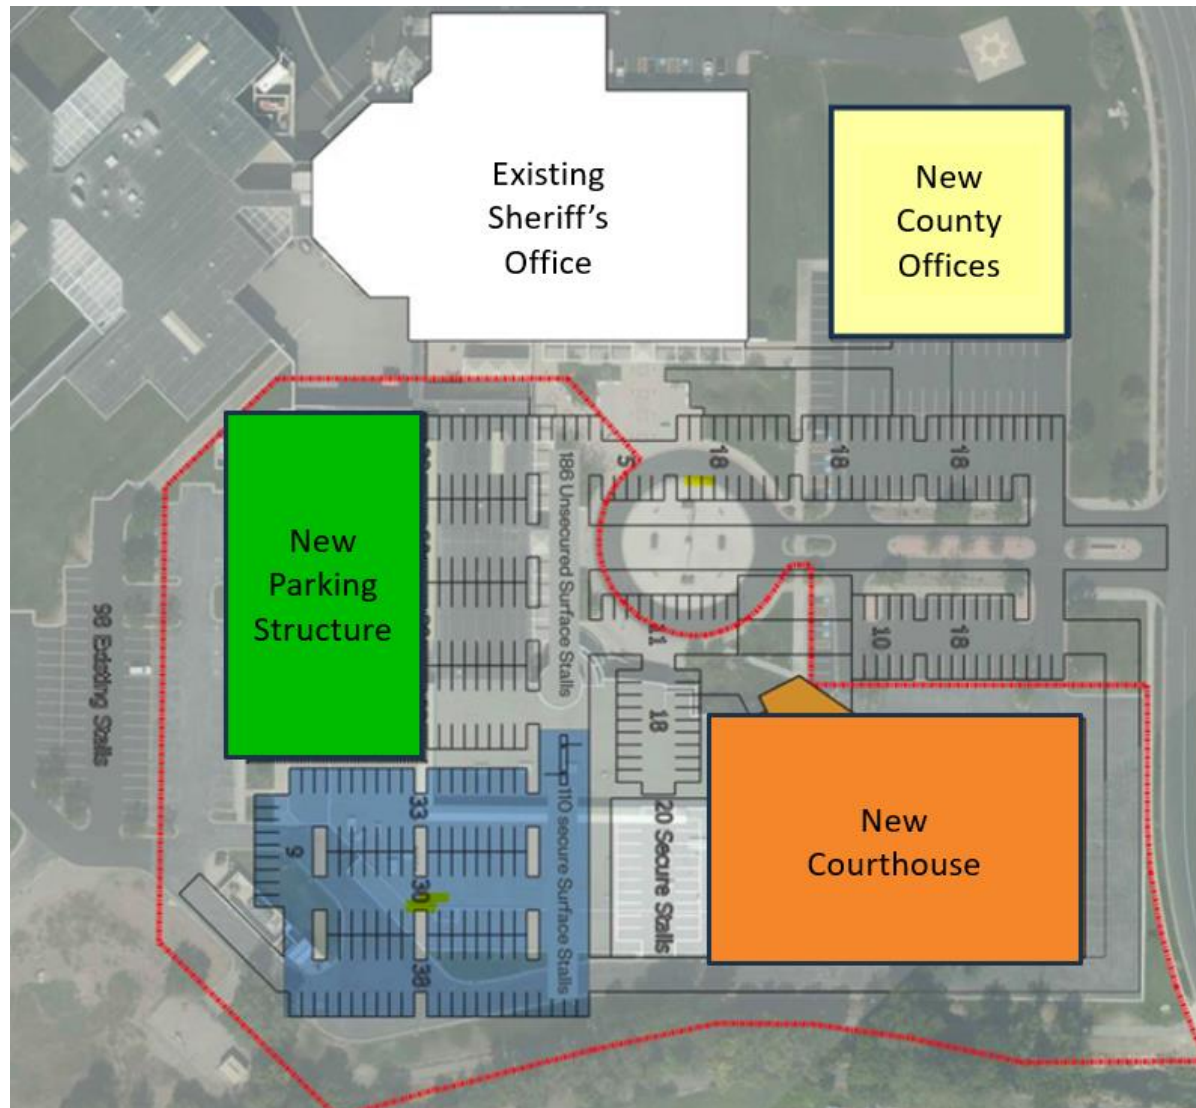 Existing
Sheriff's
Office
New
County
Offices
5
18
18
18
186 Unsecured Surface Stalls
New
Parking
Structure
98 Existing Stalls
11
10
18
18
33
9
30
38
110 secure Surface Stalls
20 Secure Stalls
New
Courthouse